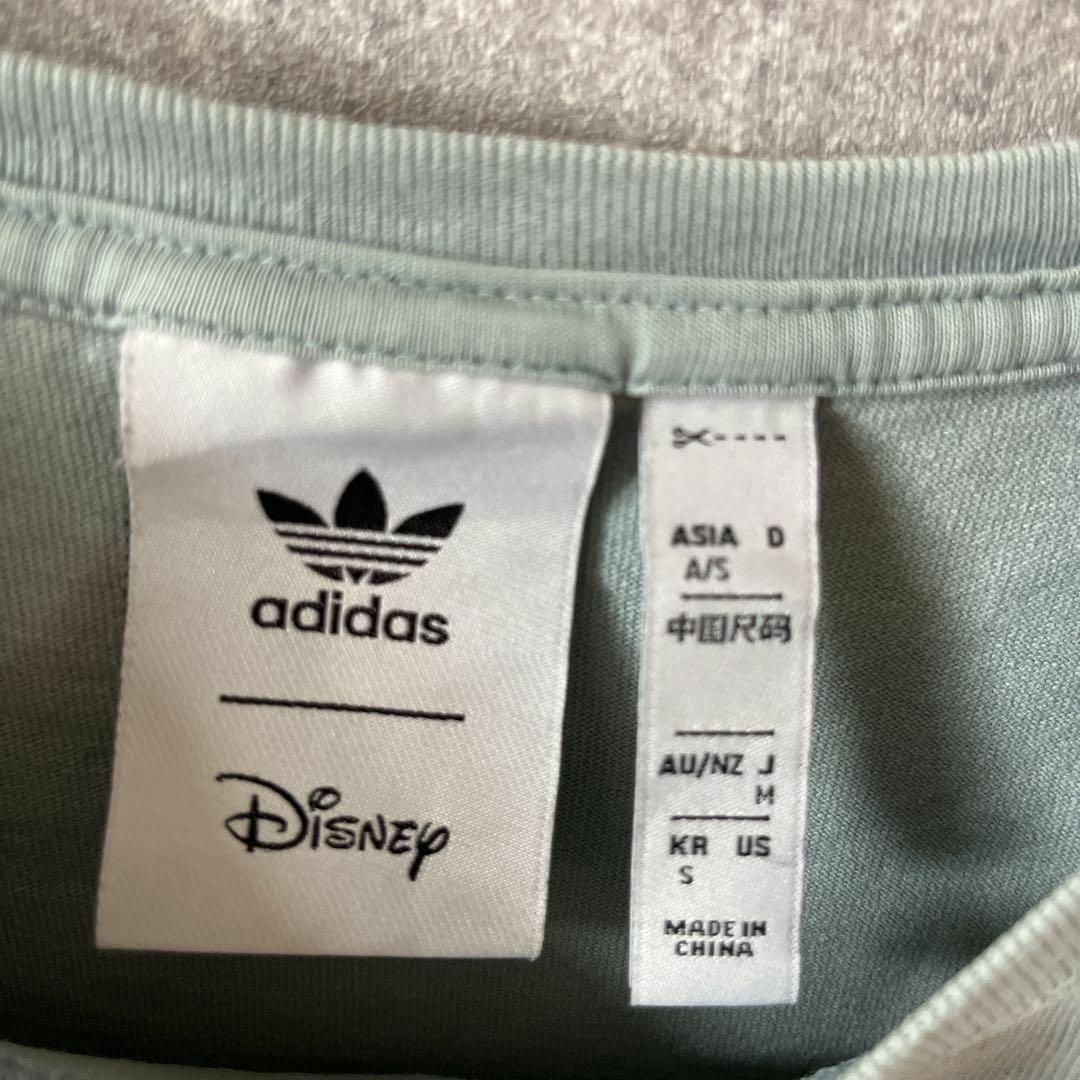 adidas
Disney
ASIA D
A/S
中国尺码
AU/NZ J
M
KR US
S
MADE IN
CHINA